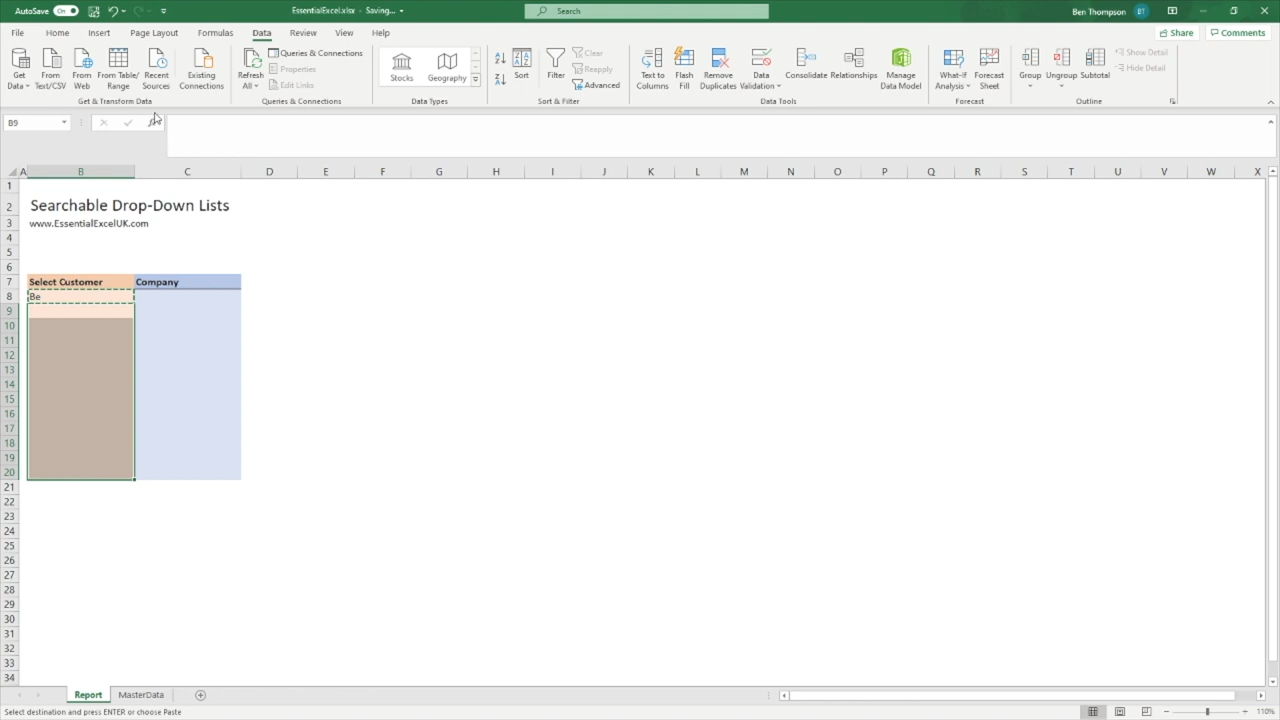 AutoSave On
EssentialExcel.xlsx - Saving...
Search
Ben Thompson BT
File Home Insert Page Layout Formulas Data Review View Help
Share Comments
Get Data
From Text/CSV
From Web
From Table/ Range
Recent Sources
Existing Connections
Refresh All
Queries & Connections
Properties
Edit Links
Stocks
Geography
Sort
Filter
Clear
Reapply
Advanced
Text to Columns
Flash Fill
Remove Duplicates
Data Validation
Consolidate
Relationships
Manage Data Model
What-If Analysis
Forecast Sheet
Group
Ungroup
Subtotal
Show Detail
Hide Detail
Get & Transform Data
Queries & Connections
Data Types
Sort & Filter
Data Tools
Forecast
Outline
B9
A B C D E F G H I J K L M N O P Q R S T U V W X
1
2 Searchable Drop-Down Lists
3 www.EssentialExcelUK.com
4
5
6
7 Select Customer Company
8 Be
9
10
11
12
13
14
15
16
17
18
19
20
21
22
23
24
25
26
27
28
29
30
31
32
33
34
Report MasterData
Select destination and press ENTER or choose Paste
110%